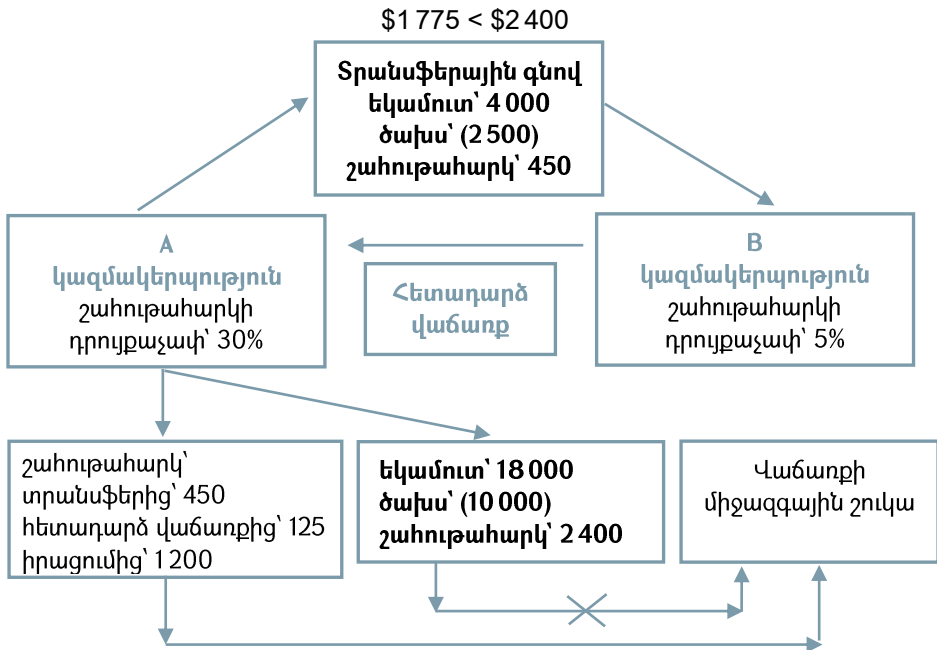 $1 775 < $2 400
Տրանսֆերային գնով
եկամուտ՝ 4 000
ծախս՝ (2 500)
շահութահարկ՝ 450
A
կազմակերպություն
շահութահարկի
դրույքաչափ՝ 30%
Հետադարձ
վաճառք
B
կազմակերպություն
շահութահարկի
դրույքաչափ՝ 5%
շահութահարկ՝
տրանսֆերից՝ 450
հետադարձ վաճառքից՝ 125
իրացումից՝ 1200
եկամուտ՝ 18 000
ծախս՝ (10 000)
շահութահարկ՝ 2 400
Վաճառքի
միջազգային շուկա